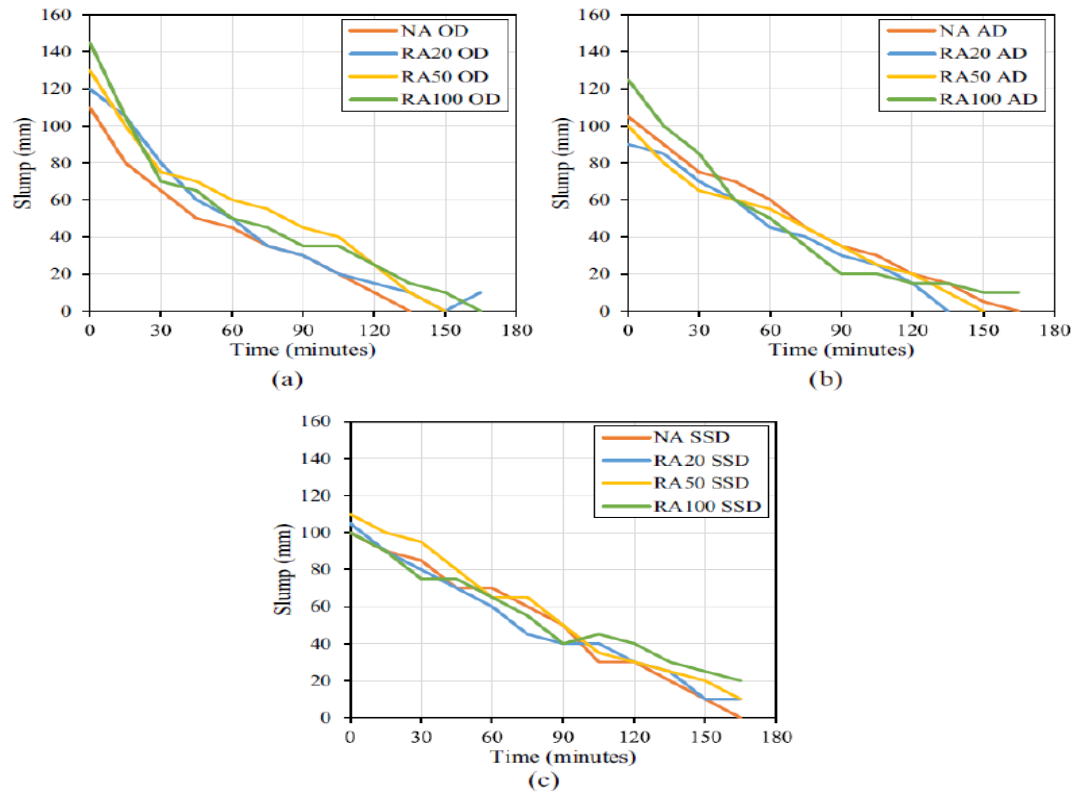 160
140
120
100
80
60
40
20
0
Slump (mm)
NA OD
RA20 OD
RA50 OD
RA100 OD
0 30 60 90 120 150 180
Time (minutes)
(a)
160
140
120
100
80
60
40
20
0
Slump (mm)
NA AD
RA20 AD
RA50 AD
RA100 AD
0 30 60 90 120 150 180
Time (minutes)
(b)
160
140
120
100
80
60
40
20
0
Slump (mm)
NA SSD
RA20 SSD
RA50 SSD
RA100 SSD
0 30 60 90 120 150 180
Time (minutes)
(c)